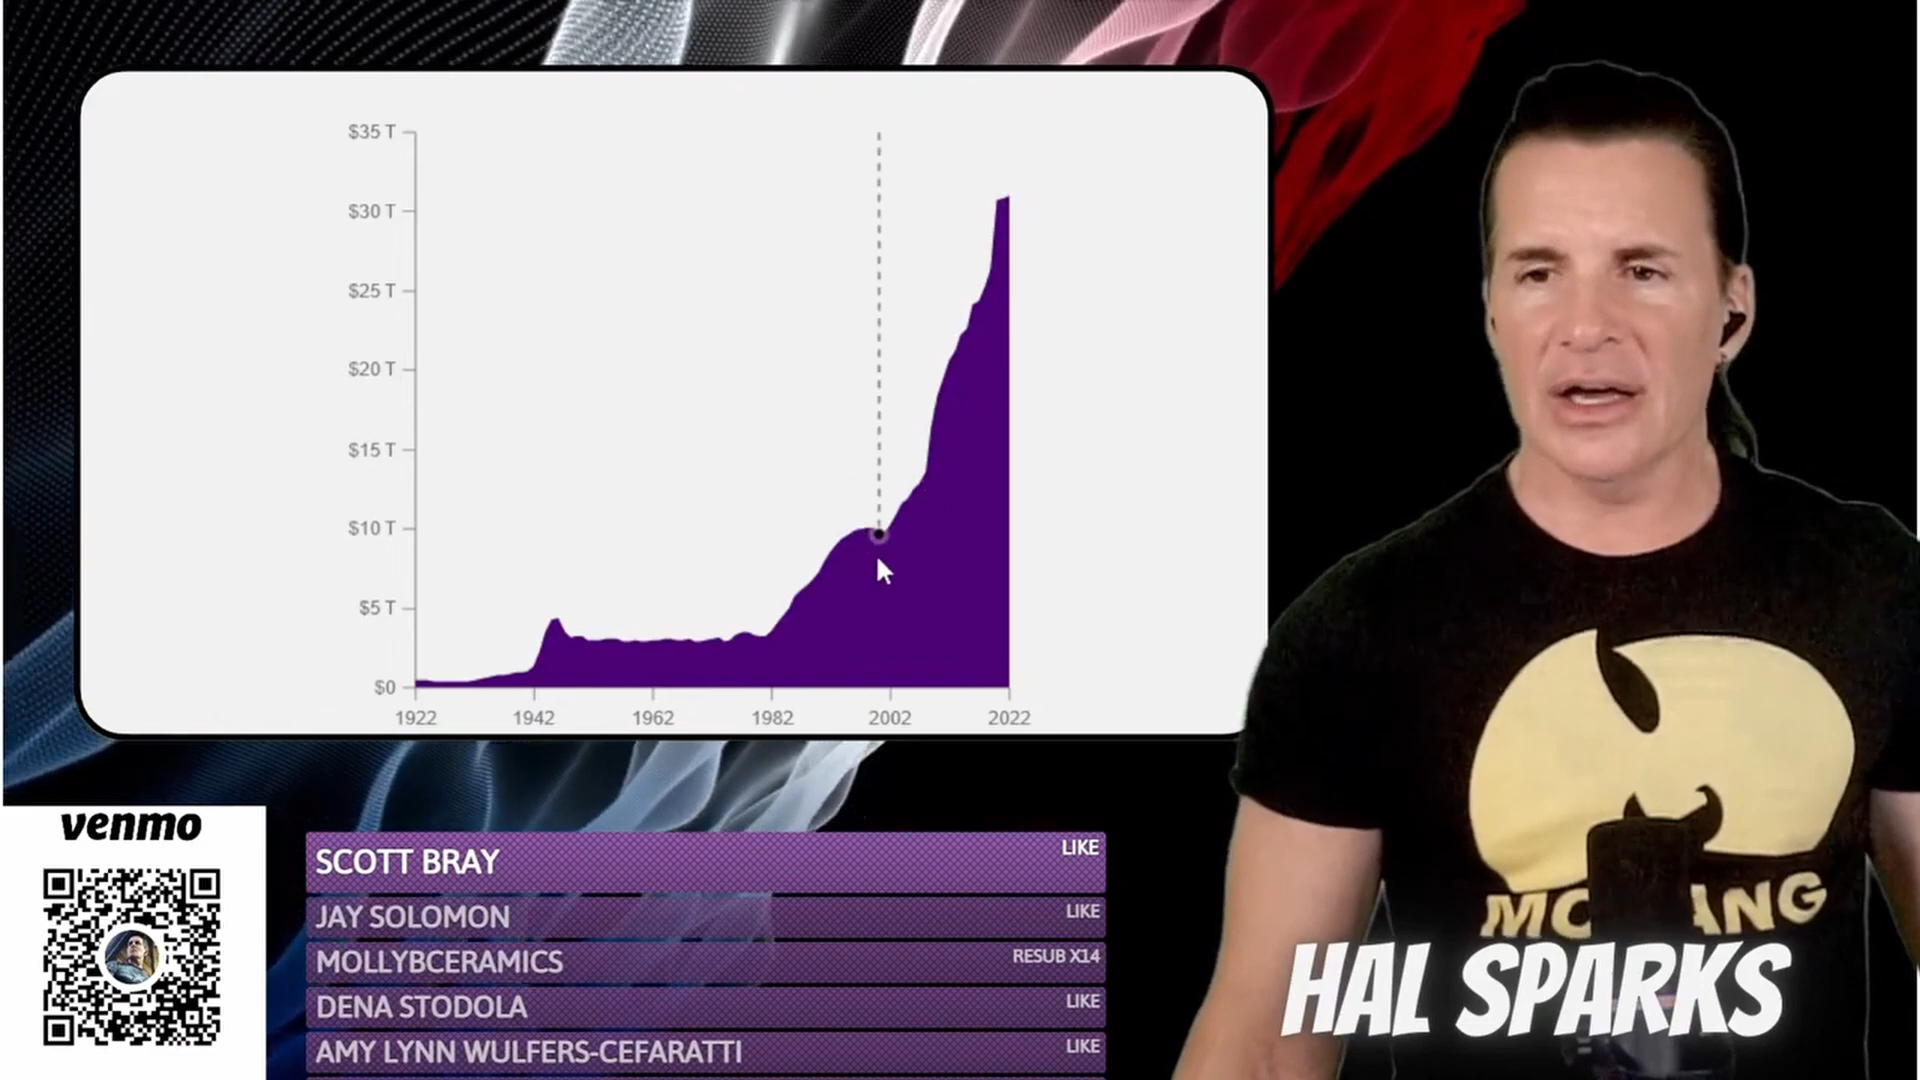 $35 T
$30 T
$25 T
$20 T
$15 T
$10 T
$5 T
$0
1922 1942 1962 1982 2002 2022
venmo
SCOTT BRAY LIKE
JAY SOLOMON LIKE
MOLLYBCERAMICS RESUB X14
DENA STODOLA LIKE
AMY LYNN WULFERS-CEFARATTI LIKE
HAL SPARKS